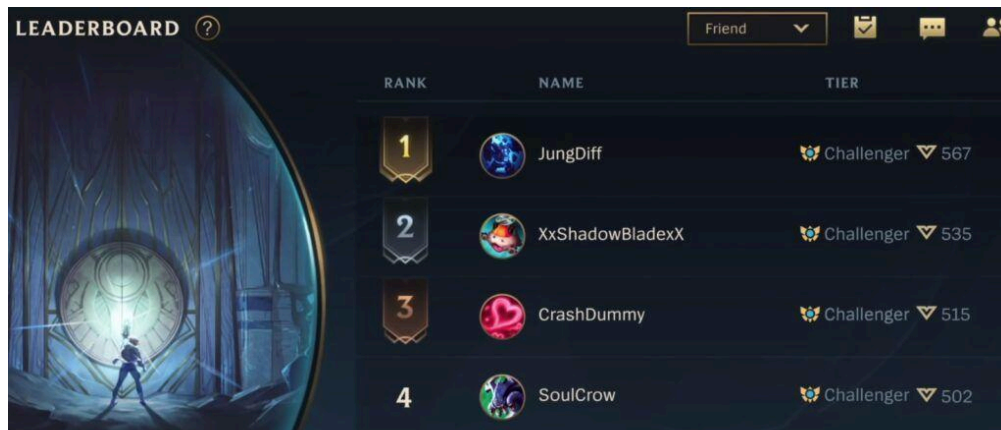 LEADERBOARD ?
Friend
RANK NAME TIER
1 JungDiff Challenger 567
2 XxShadowBladexX Challenger 535
3 CrashDummy Challenger 515
4 SoulCrow Challenger 502